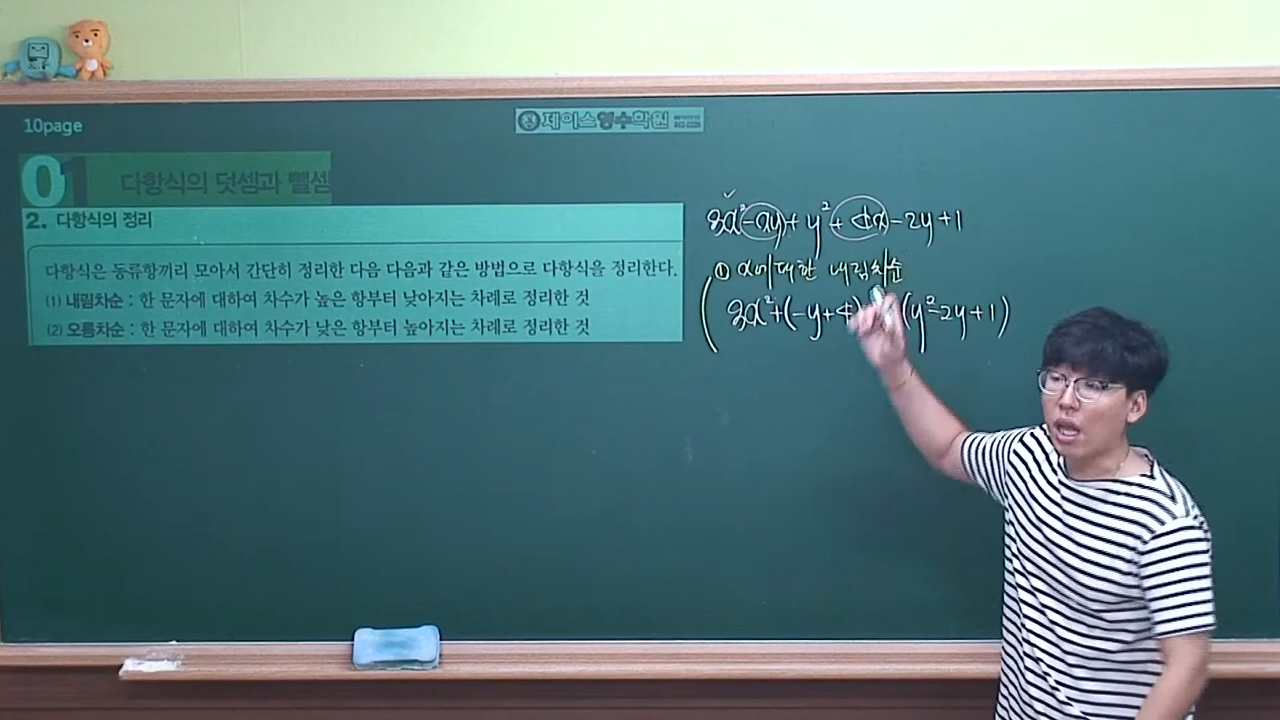 10page
제이스영수학원
01 다항식의 덧셈과 뺄셈
2. 다항식의 정리
다항식은 동류항끼리 모아서 간단히 정리한 다음 다음과 같은 방법으로 다항식을 정리한다.
(1) 내림차순 : 한 문자에 대하여 차수가 높은 항부터 낮아지는 차례로 정리한 것
(2) 오름차순 : 한 문자에 대하여 차수가 낮은 항부터 높아지는 차례로 정리한 것
3x²-xy+y²+4x-2y+1
① x에 대한 내림차순
3x²+(-y+4) (y²-2y+1)